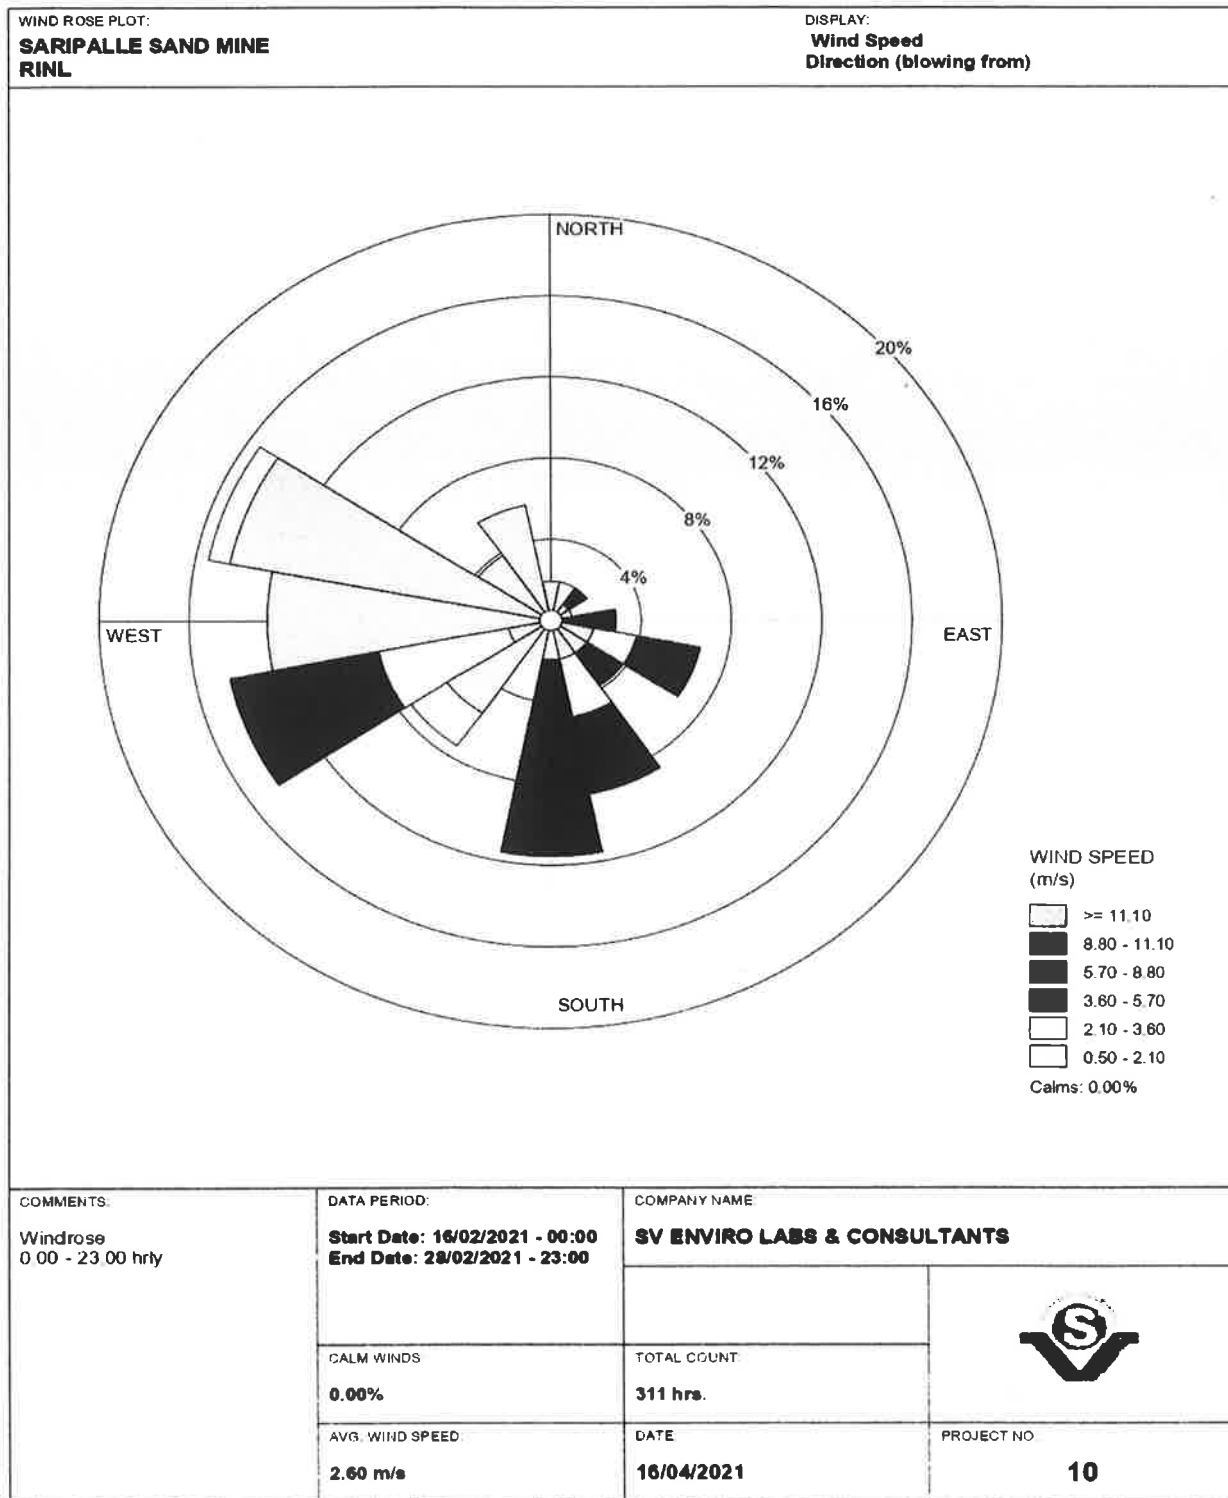 WIND ROSE PLOT:
SARIPALLE SAND MINE
RINL
DISPLAY:
Wind Speed
Direction (blowing from)
NORTH
20%
16%
12%
8%
4%
WEST
EAST
SOUTH
WIND SPEED
(m/s)
>= 11.10
8.80 - 11.10
5.70 - 8.80
3.60 - 5.70
2.10 - 3.60
0.50 - 2.10
Calms: 0.00%
COMMENTS:
Windrose
0.00 - 23.00 hrly
DATA PERIOD:
Start Date: 16/02/2021 - 00:00
End Date: 28/02/2021 - 23:00
COMPANY NAME:
SV ENVIRO LABS & CONSULTANTS
CALM WINDS:
0.00%
TOTAL COUNT:
311 hrs.
S
V
AVG. WIND SPEED:
2.60 m/s
DATE:
16/04/2021
PROJECT NO.:
10